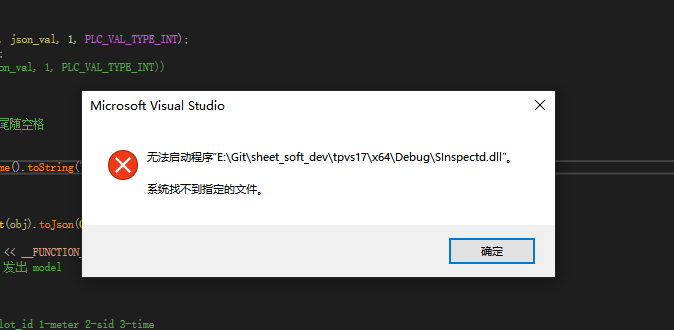 , json_val, 1, PLC_VAL_TYPE_INT);
;
on_val, 1, PLC_VAL_TYPE_INT))
尾随空格
me().toString(
t(obj).toJson(
<< __FUNCTION_
发出 model
lot_id 1-meter 2-sid 3-time
Microsoft Visual Studio
无法启动程序"E:\Git\sheet_soft_dev\tpvs17\x64\Debug\SInspectd.dll"。
系统找不到指定的文件。
确定